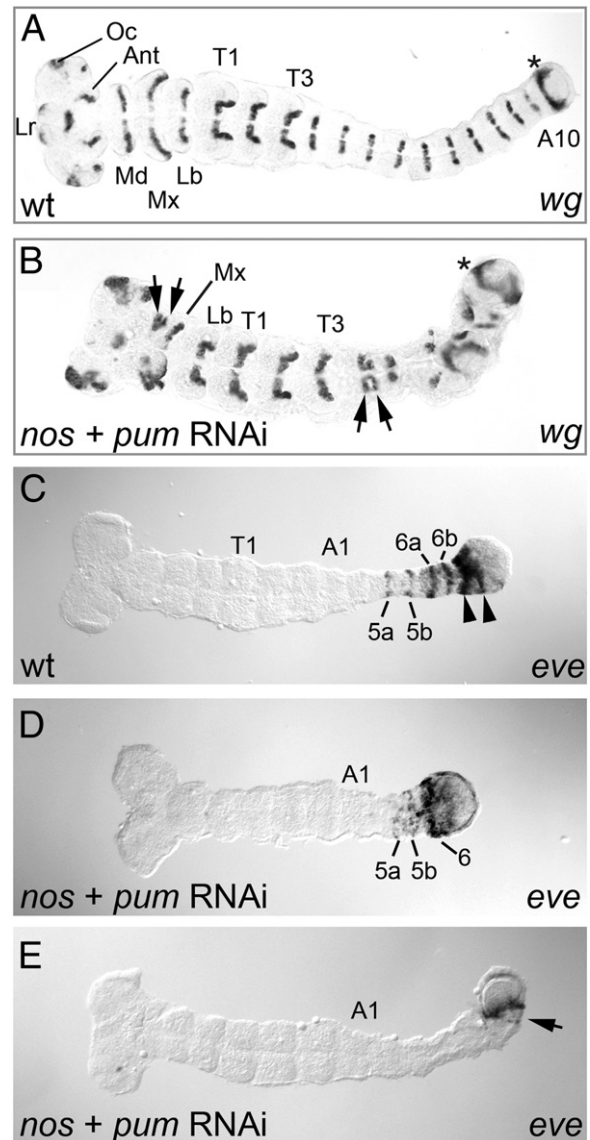 A
Oc
Ant
T1
T3
*
Lr
A10
Md
Lb
Mx
wt
wg
B
Mx
*
Lb
T1
T3
nos + pum RNAi
wg
C
T1
A1
6a
6b
5a
5b
wt
eve
D
A1
5a
5b
6
nos + pum RNAi
eve
E
A1
nos + pum RNAi
eve